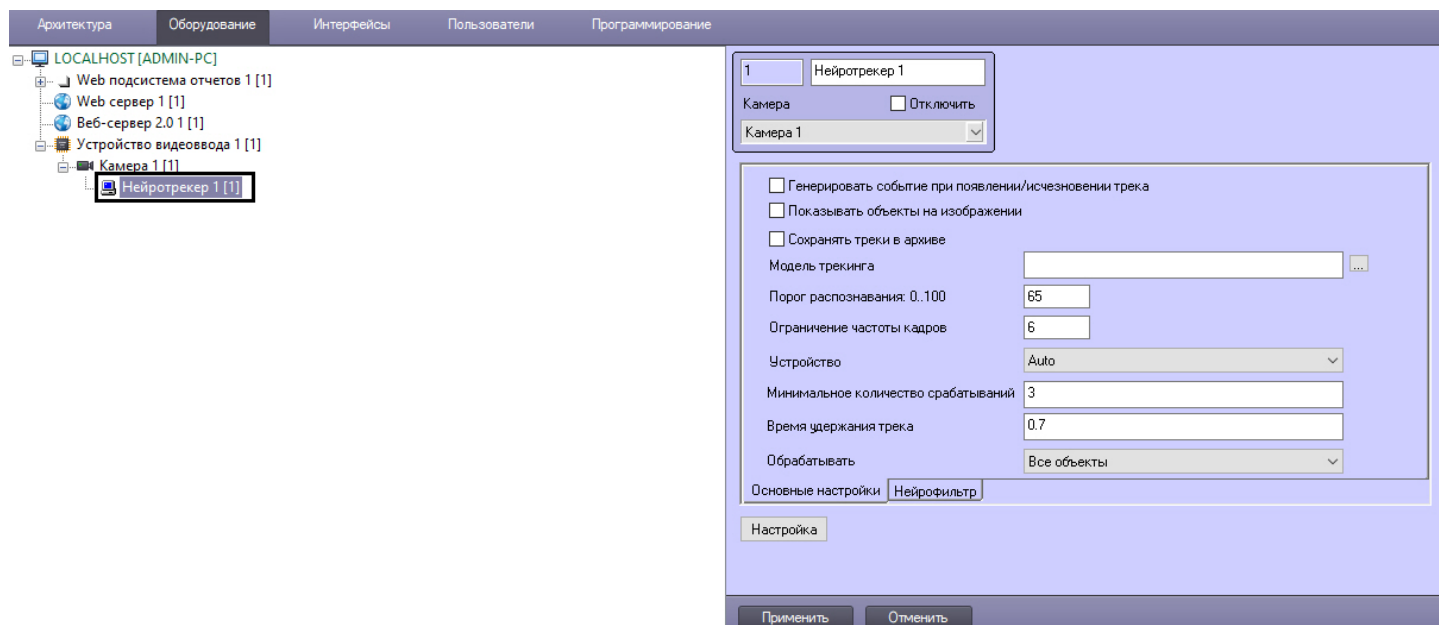 Архитектура Оборудование Интерфейсы Пользователи Программирование
LOCALHOST [ADMIN-PC]
Web подсистема отчетов 1 [1]
Web сервер 1 [1]
Веб-сервер 2.0 1 [1]
Устройство видеоввода 1 [1]
Камера 1 [1]
Нейротрекер 1 [1]
1 Нейротрекер 1
Камера Отключить
Камера 1
Генерировать событие при появлении/исчезновении трека
Показывать объекты на изображении
Сохранять треки в архиве
Модель трекинга ...
Порог распознавания: 0..100 65
Ограничение частоты кадров 6
Устройство Auto
Минимальное количество срабатываний 3
Время удержания трека 0.7
Обрабатывать Все объекты
Основные настройки Нейрофильтр
Настройка
Применить Отменить